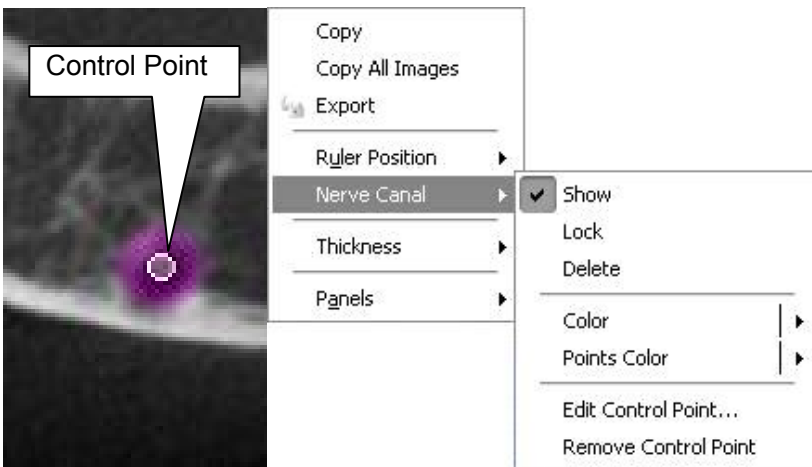 Control Point
Copy
Copy All Images
Export
Ruler Position
Nerve Canal
Thickness
Panels
Show
Lock
Delete
Color
Points Color
Edit Control Point...
Remove Control Point